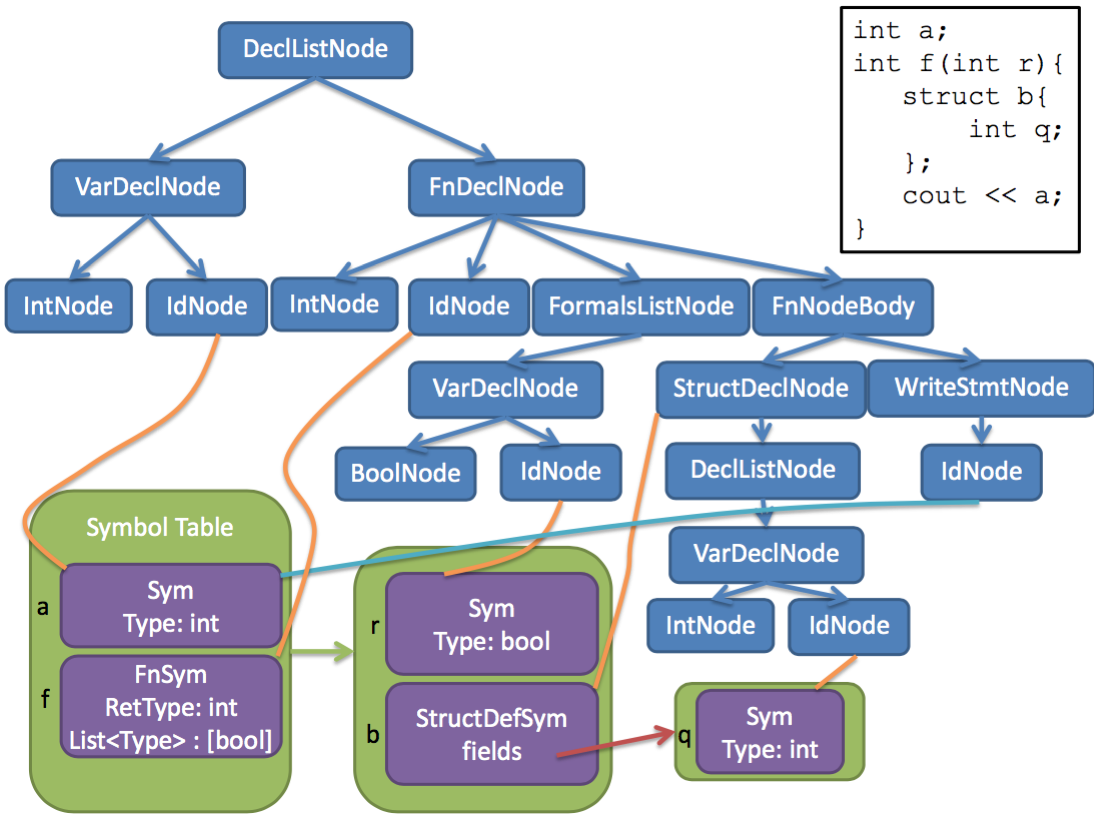 DeclListNode
int a;
int f(int r){
struct b{
int q;
};
cout << a;
}
VarDeclNode
FnDeclNode
IntNode
IdNode
IntNode
IdNode
FormalsListNode
FnNodeBody
VarDeclNode
StructDeclNode
WriteStmtNode
BoolNode
IdNode
DeclListNode
IdNode
VarDeclNode
IntNode
IdNode
Symbol Table
a
Sym
Type: int
f
FnSym
RetType: int
List<Type> : [bool]
r
Sym
Type: bool
b
StructDefSym
fields
q
Sym
Type: int